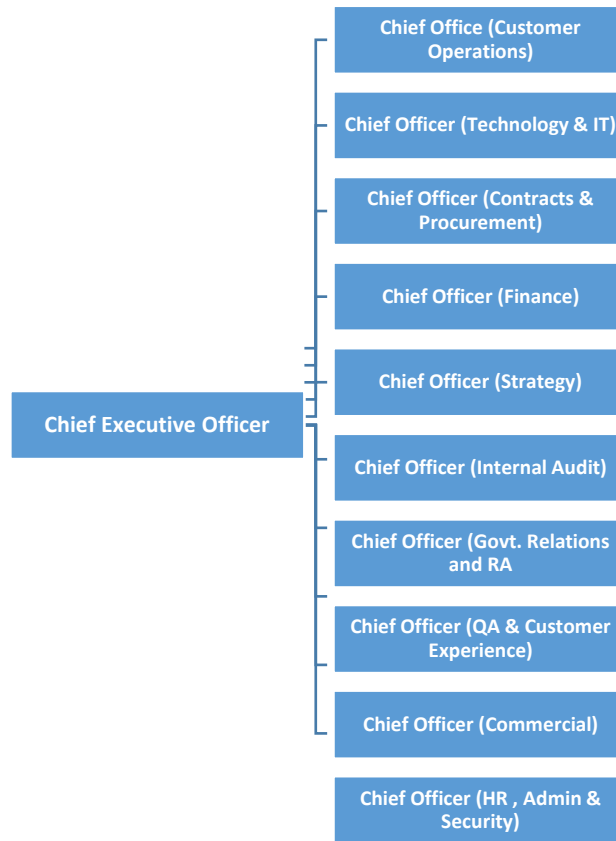 Chief Office (Customer
Operations)
Chief Officer (Technology & IT)
Chief Officer (Contracts &
Procurement)
Chief Officer (Finance)
Chief Officer (Strategy)
Chief Executive Officer
Chief Officer (Internal Audit)
Chief Officer (Govt. Relations
and RA
Chief Officer (QA & Customer
Experience)
Chief Officer (Commercial)
Chief Officer (HR , Admin &
Security)